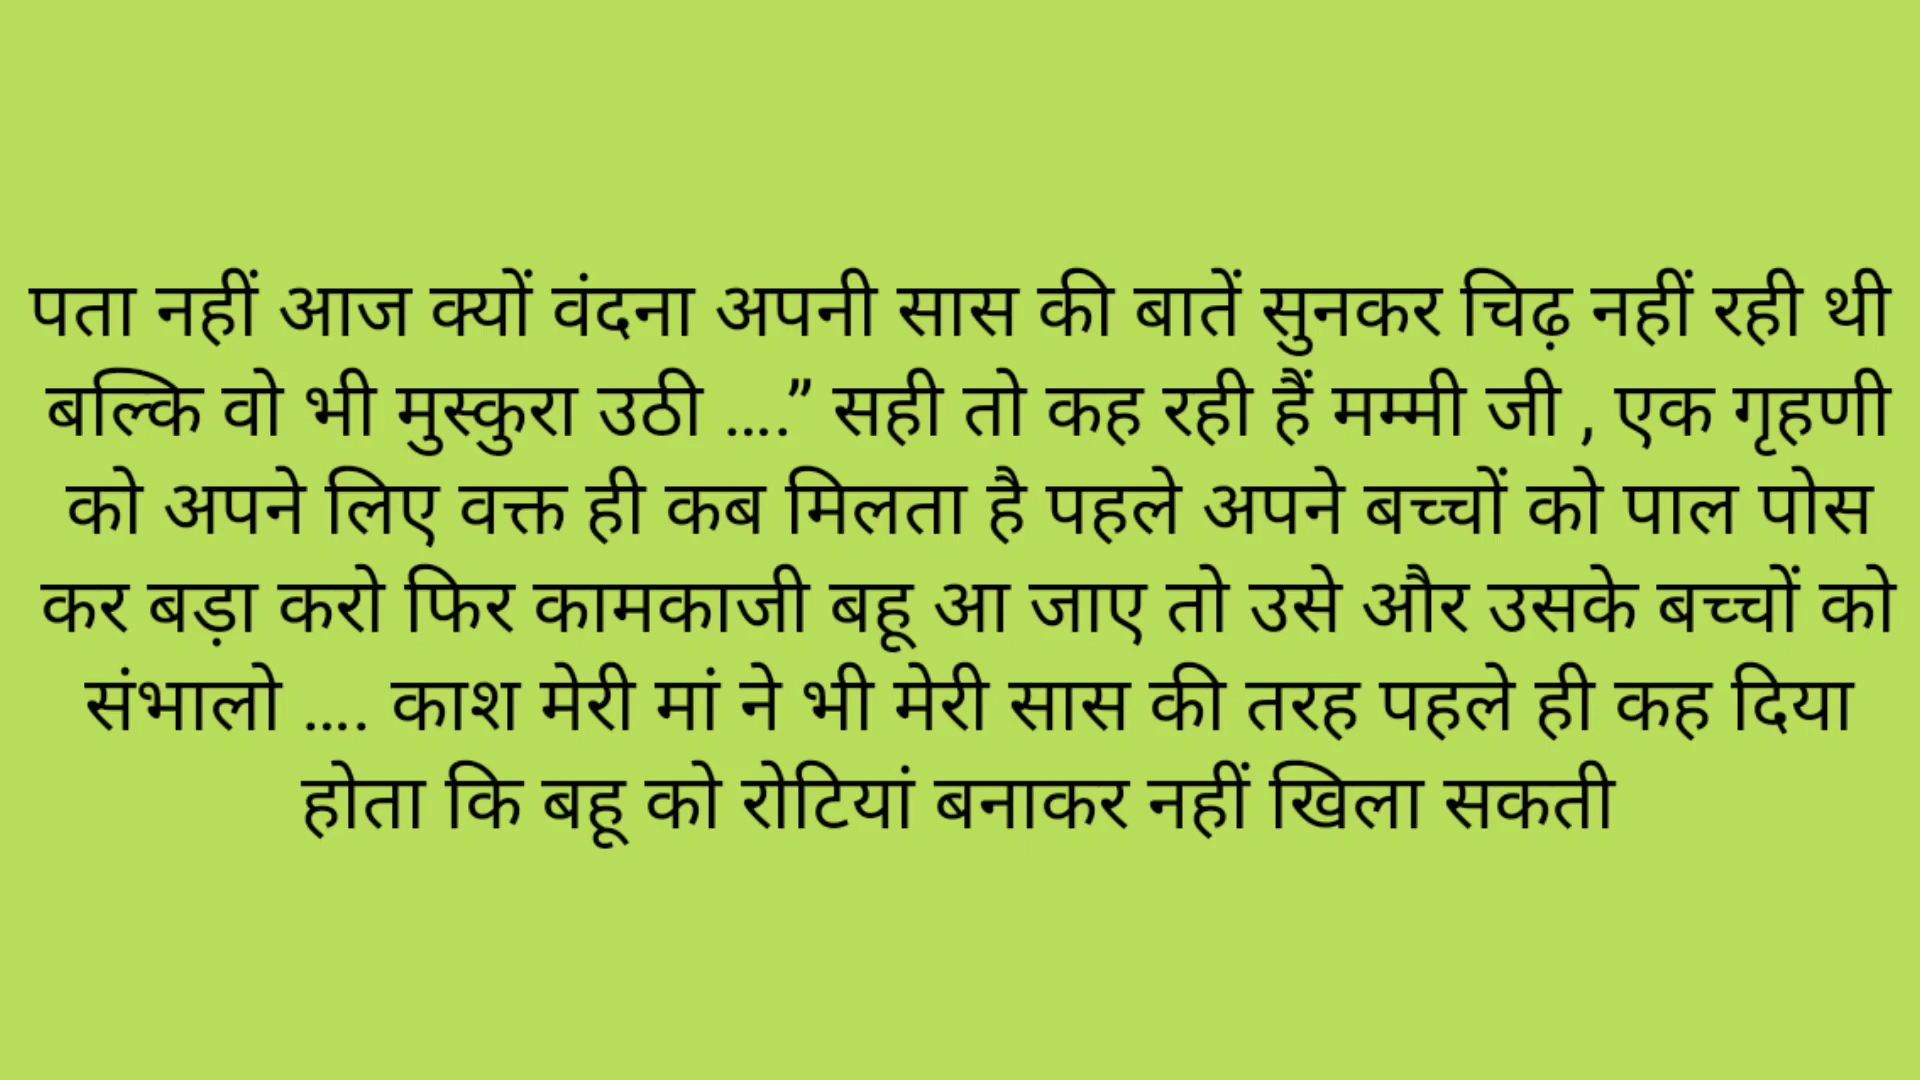 पता नहीं आज क्यों वंदना अपनी सास की बातें सुनकर चिढ़ नहीं रही थी
बल्कि वो भी मुस्कुरा उठी ....” सही तो कह रही हैं मम्मी जी , एक गृहणी
को अपने लिए वक्त ही कब मिलता है पहले अपने बच्चों को पाल पोस
कर बड़ा करो फिर कामकाजी बहू आ जाए तो उसे और उसके बच्चों को
संभालो .... काश मेरी मां ने भी मेरी सास की तरह पहले ही कह दिया
होता कि बहू को रोटियां बनाकर नहीं खिला सकती